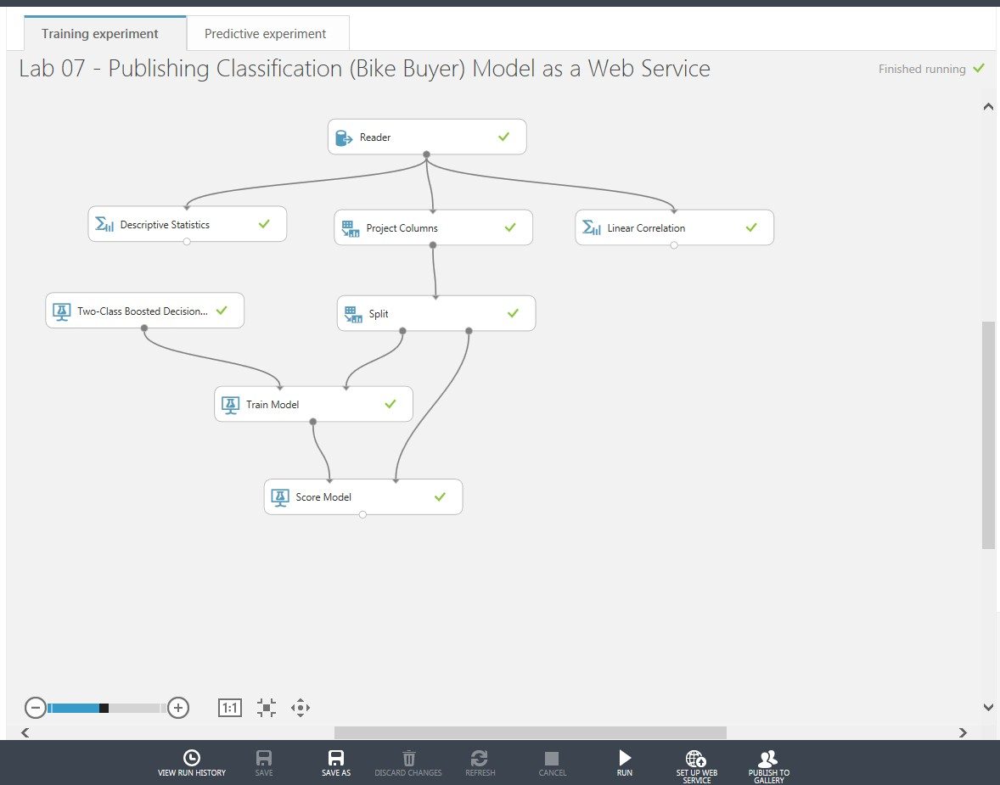 Training experiment
Predictive experiment
Lab 07 - Publishing Classification (Bike Buyer) Model as a Web Service
Finished running
Reader
Descriptive Statistics
Project Columns
Linear Correlation
Two-Class Boosted Decision...
Split
Train Model
Score Model
1:1
VIEW RUN HISTORY
SAVE
SAVE AS
DISCARD CHANGES
REFRESH
CANCEL
RUN
SET UP WEB
SERVICE
PUBLISH TO
GALLERY